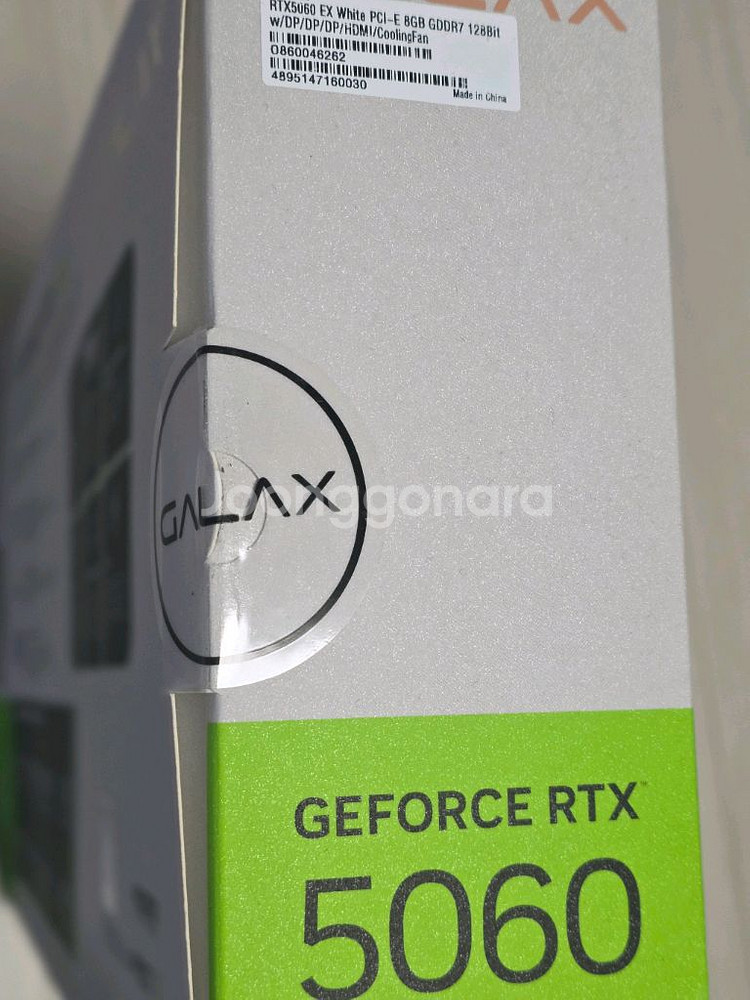 RTX5060 EX White PCI-E 8GB GDDR7 128Bit
w/DP/DP/DP/HDMI/CoolingFan
0860046262
4895147160030
Made in China
GALAX
Joonggonara
GEFORCE RTX™
5060